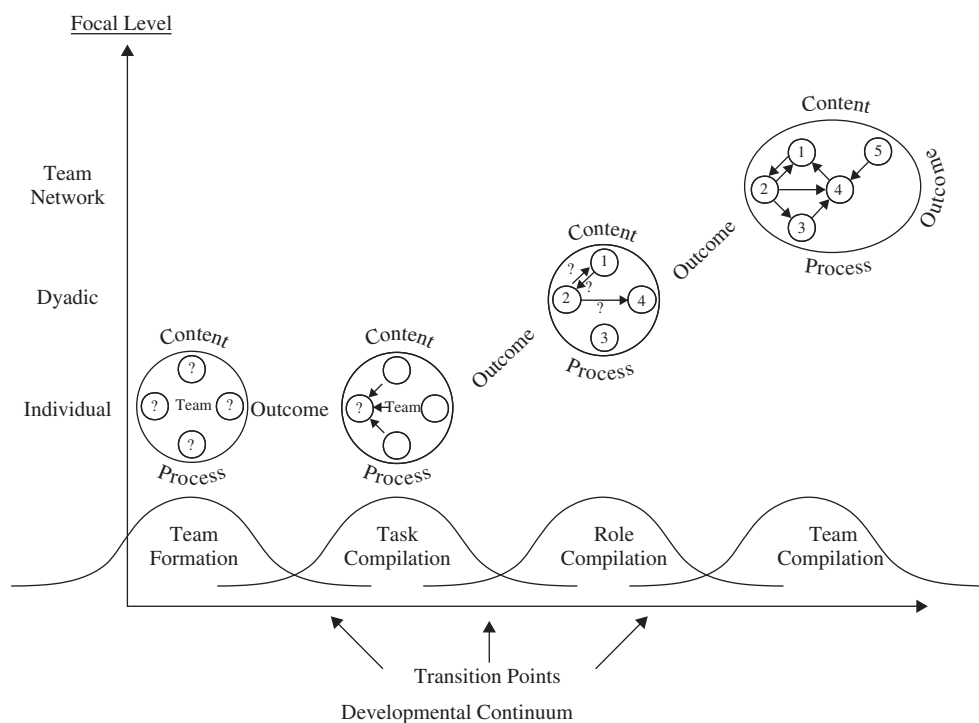 Focal Level
Team
Network
Dyadic
Individual
Content
?
?
Team
?
?
Process
Outcome
Content
?
Team
Process
Outcome
Content
?
1
?
2
4
?
3
Process
Outcome
Content
1
5
2
4
3
Process
Outcome
Team
Formation
Task
Compilation
Role
Compilation
Team
Compilation
Transition Points
Developmental Continuum